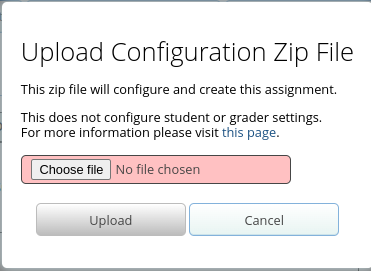 Upload Configuration Zip File
This zip file will configure and create this assignment.
This does not configure student or grader settings.
For more information please visit this page.
Choose file No file chosen
Upload Cancel